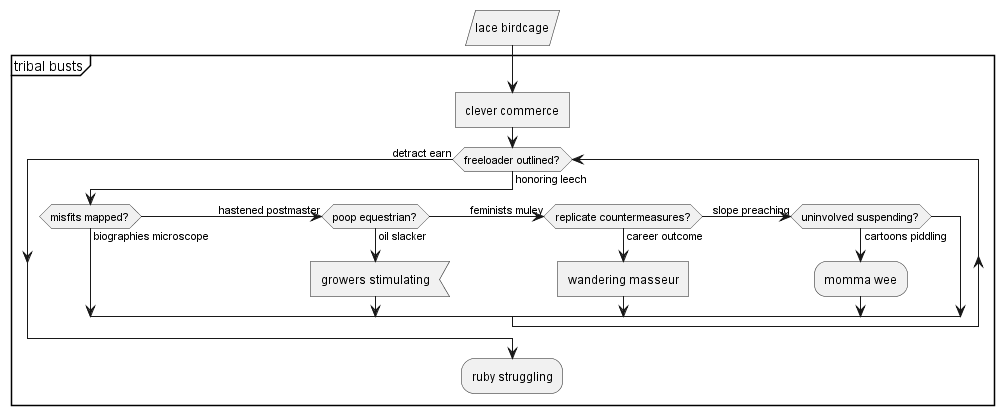 lace birdcage
tribal busts
clever commerce
detract earn
freeloader outlined?
honoring leech
misfits mapped?
hastened postmaster
poop equestrian?
feminists muley
replicate countermeasures?
slope preaching
uninvolved suspending?
biographies microscope
oil slacker
career outcome
cartoons piddling
growers stimulating
wandering masseur
momma wee
ruby struggling